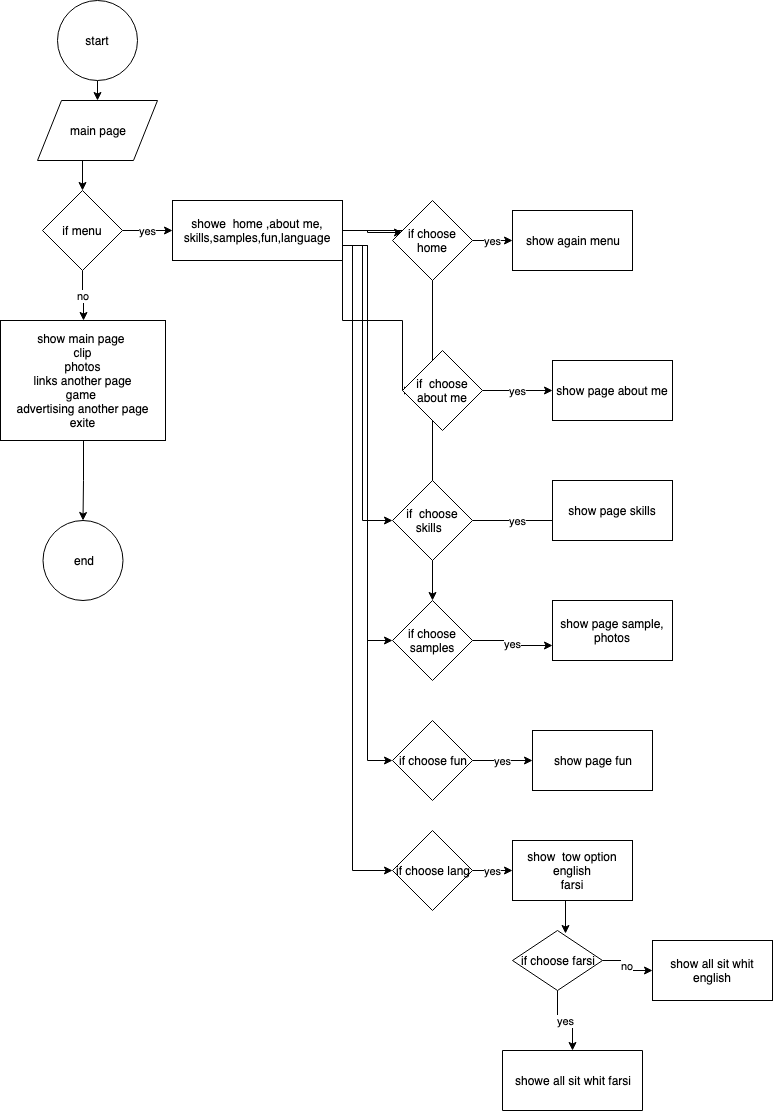 start
main page
if menu
yes
showe  home ,about me,
skills,samples,fun,language
if choose
home
yes
show again menu
no
show main page
clip
photos
links another page
game
advertising another page
exite
if  choose
about me
yes
show page about me
if  choose
skills
yes
show page skills
end
if choose
samples
yes
show page sample,
photos
if choose fun
yes
show page fun
if choose lang
yes
show  tow option
english
farsi
if choose farsi
no
show all sit whit
english
yes
showe all sit whit farsi